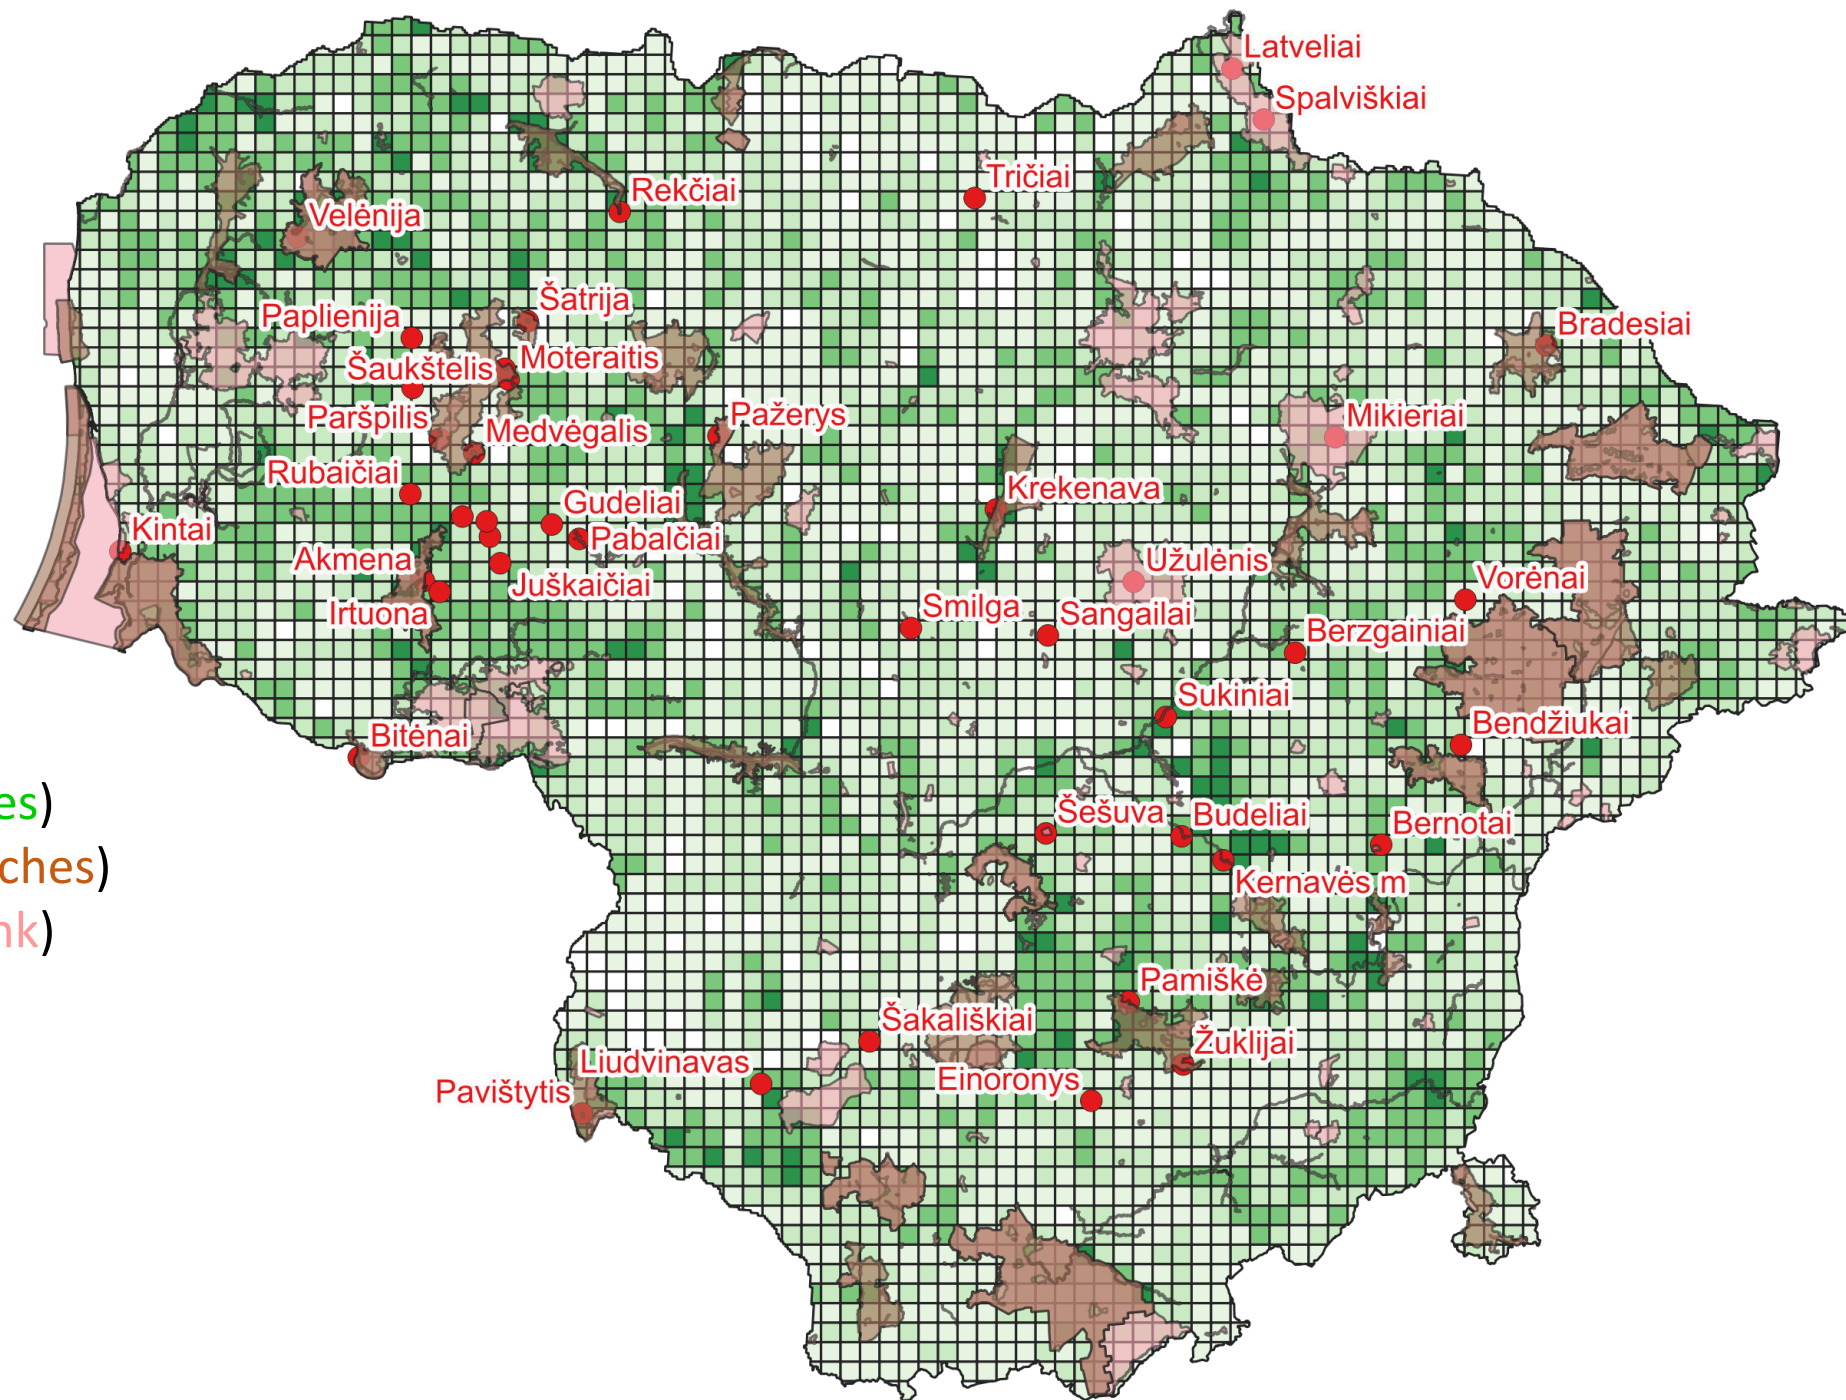 Latveliai
Spalviškiai
Rekčiai
Tričiai
Velėnija
Šatrija
Paplienija
Bradesiai
Moteraitis
Šaukštelis
Paršpilis
Pažerys
Mikieriai
Medvėgalis
Rubaičiai
Krekenava
Gudeliai
Kintai
Pabalčiai
Akmena
Užulėnis
Juškaičiai
Vorėnai
Irtuona
Smilga
Sangailai
Berzgainiai
Sukiniai
Bendžiukai
Bitėnai
es)
Šešuva
Budeliai
Bernotai
ches)
Kernavės m
nk)
Pamiškė
Šakališkiai
Žuklijai
Liudvinavas
Einoronys
Pavištytis